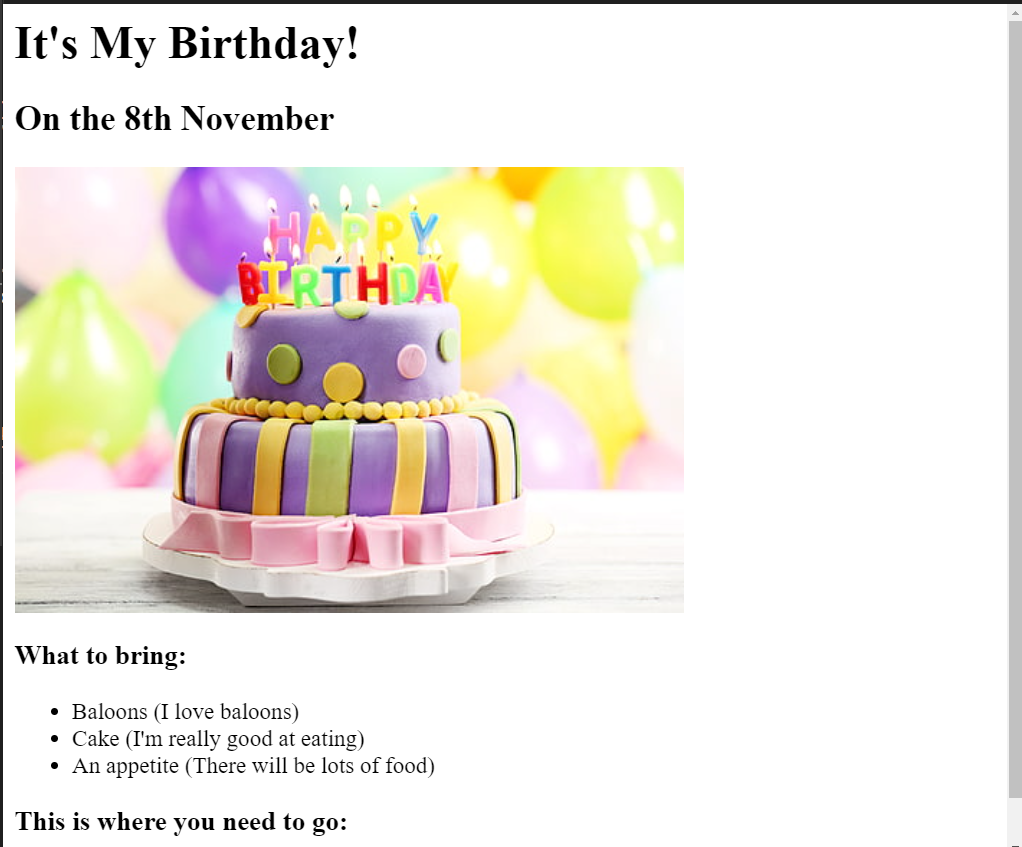 It's My Birthday!
On the 8th November
HAPPY
BIRTHDAY
What to bring:
Baloons (I love baloons)
Cake (I'm really good at eating)
An appetite (There will be lots of food)
This is where you need to go: